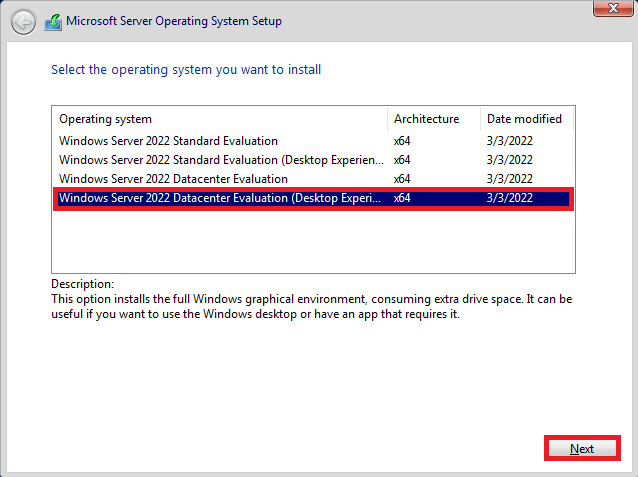 Microsoft Server Operating System Setup
Select the operating system you want to install
Operating system Architecture Date modified
Windows Server 2022 Standard Evaluation x64 3/3/2022
Windows Server 2022 Standard Evaluation (Desktop Experien... x64 3/3/2022
Windows Server 2022 Datacenter Evaluation x64 3/3/2022
Windows Server 2022 Datacenter Evaluation (Desktop Experi... x64 3/3/2022
Description:
This option installs the full Windows graphical environment, consuming extra drive space. It can be
useful if you want to use the Windows desktop or have an app that requires it.
Next